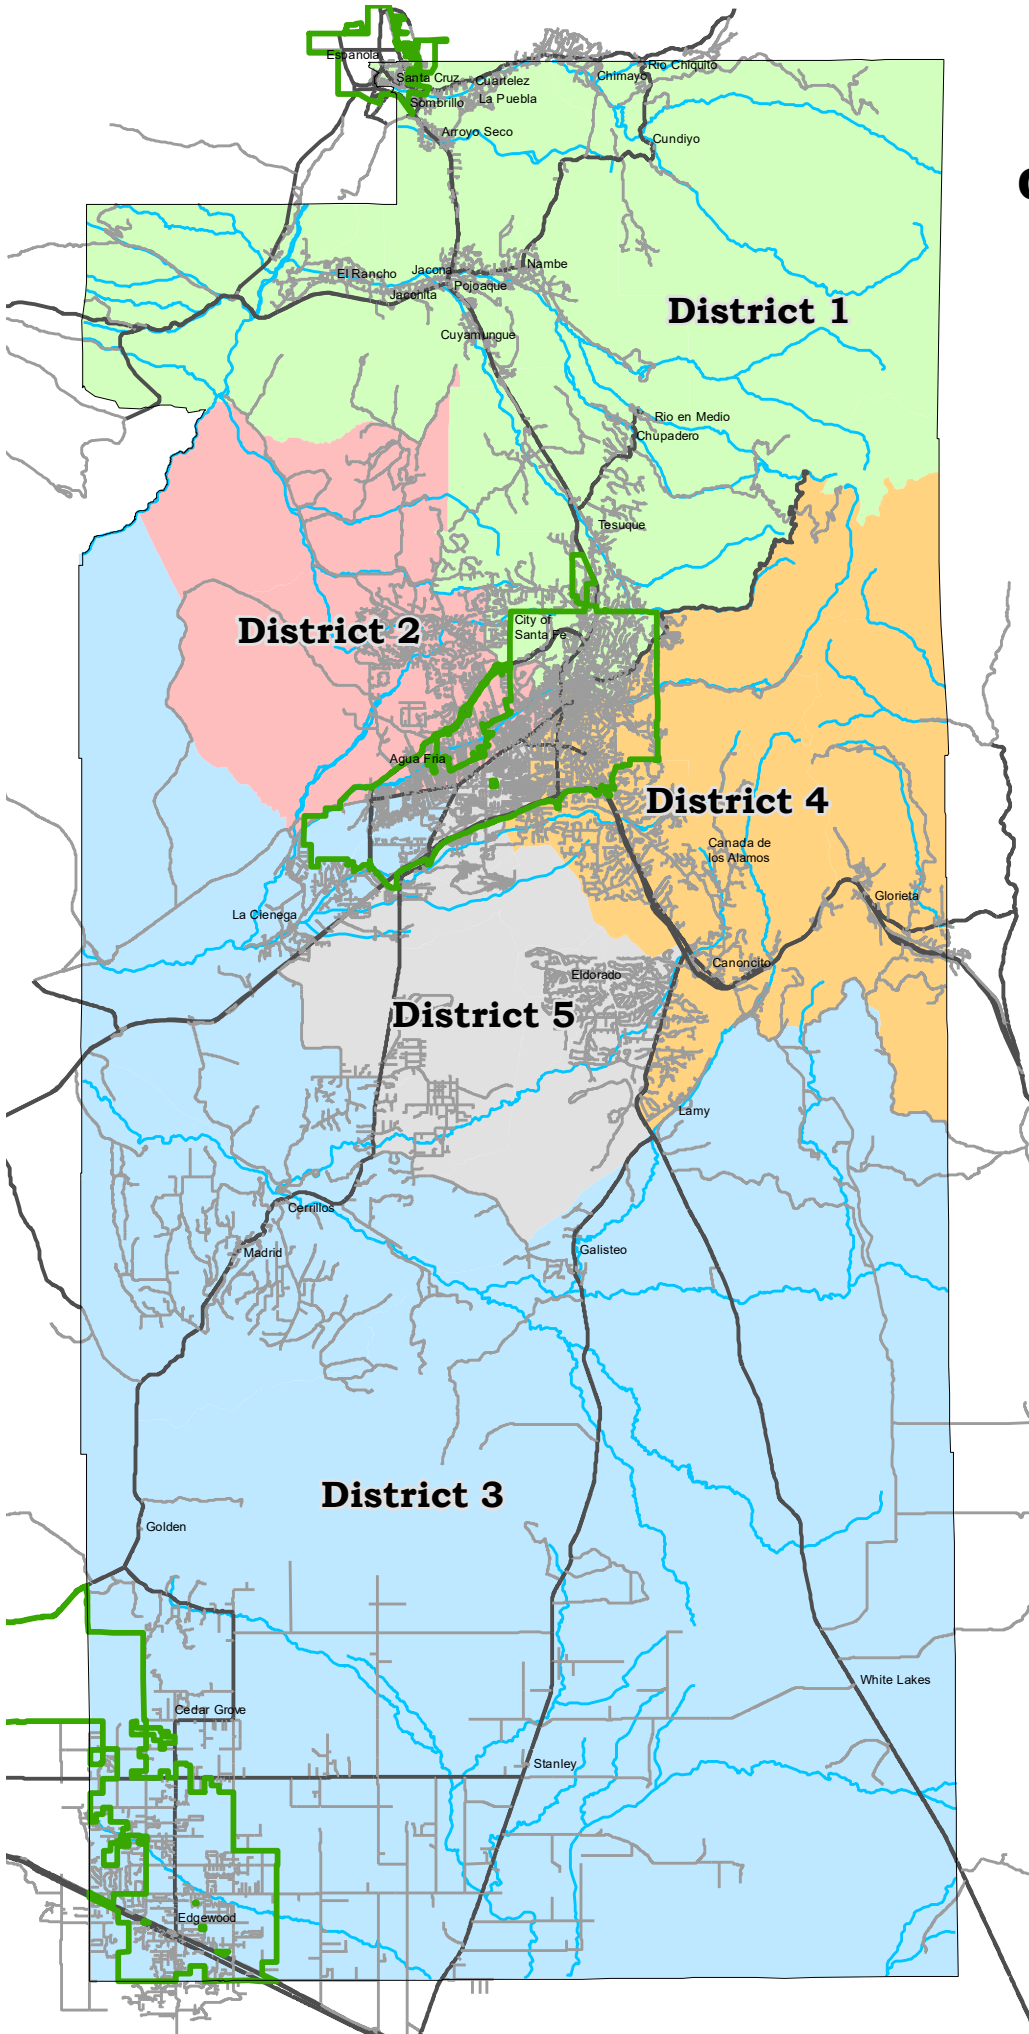 Espanola
Santa Cruz
Cuartelez
Chimayo
Rio Chiquito
Sombrillo
La Puebla
Arroyo Seco
Cundiyo
El Rancho
Jacona
Nambe
Jaconita
Pojoaque
District 1
Cuyamungue
Rio en Medio
Chupadero
Tesuque
District 2
City of
Santa Fe
Agua Fria
District 4
Canada de
los Alamos
Glorieta
La Cienega
Canoncito
Eldorado
District 5
Lamy
Cerrillos
Madrid
Galisteo
District 3
Golden
White Lakes
Cedar Grove
Stanley
Edgewood